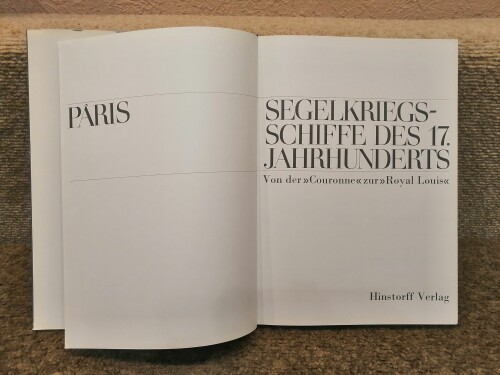 PÂRIS
SEGELKRIEGS-
SCHIFFE DES 17.
JAHRHUNDERTS
Von der »Couronne« zur »Royal Louis«
Hinstorff Verlag